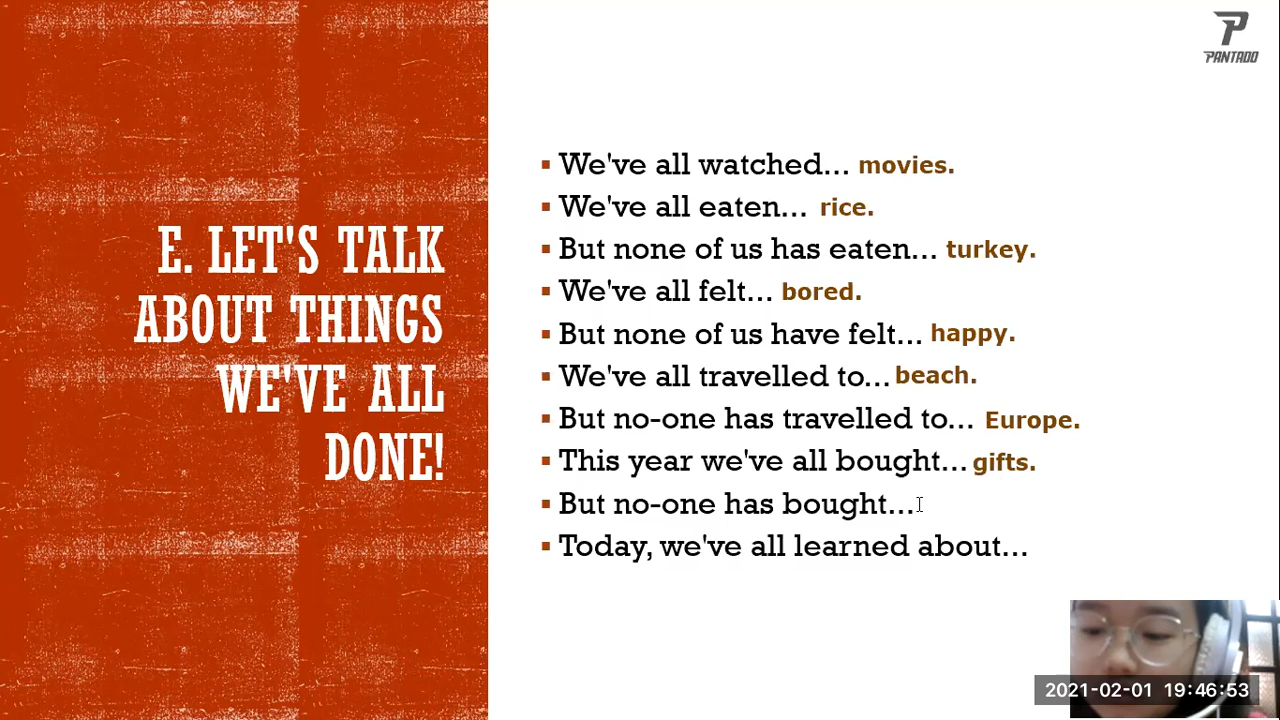 PANTADO
E. LET'S TALK
ABOUT THINGS
WE'VE ALL
DONE!
We've all watched... movies.
We've all eaten... rice.
But none of us has eaten... turkey.
We've all felt... bored.
But none of us have felt... happy.
We've all travelled to... beach.
But no-one has travelled to... Europe.
This year we've all bought... gifts.
But no-one has bought...
Today, we've all learned about...
2021-02-01 19:46:53